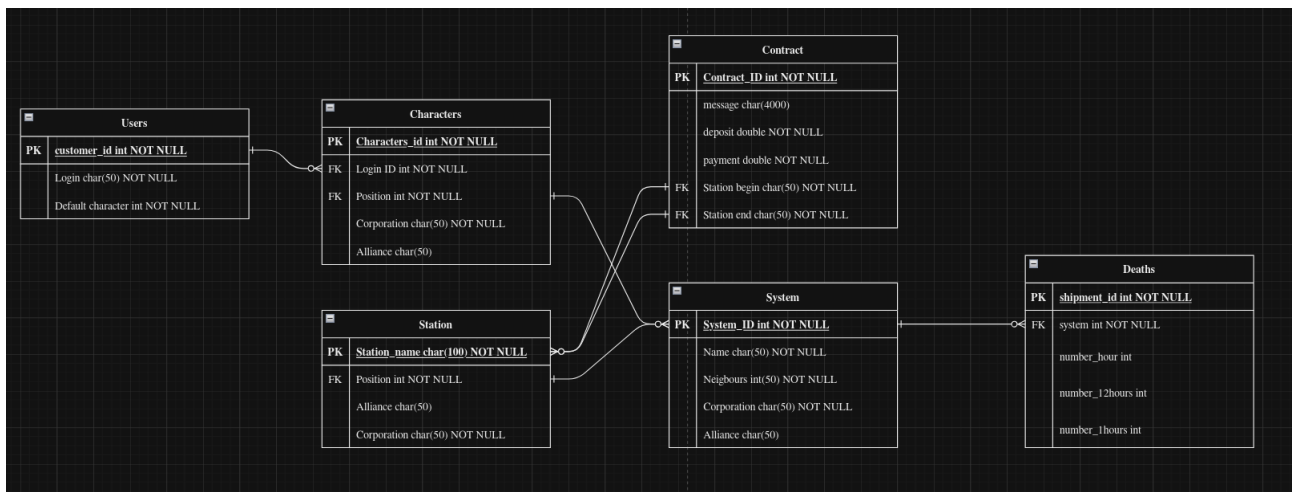 Users
PK customer_id int NOT NULL
Login char(50) NOT NULL
Default character int NOT NULL
Characters
PK Characters_id int NOT NULL
FK Login ID int NOT NULL
FK Position int NOT NULL
Corporation char(50) NOT NULL
Alliance char(50)
Station
PK Station_name char(100) NOT NULL
FK Position int NOT NULL
Alliance char(50)
Corporation char(50) NOT NULL
Contract
PK Contract_ID int NOT NULL
message char(4000)
deposit double NOT NULL
payment double NOT NULL
FK Station begin char(50) NOT NULL
FK Station end char(50) NOT NULL
System
PK System_ID int NOT NULL
Name char(50) NOT NULL
Neigbours int(50) NOT NULL
Corporation char(50) NOT NULL
Alliance char(50)
Deaths
PK shipment_id int NOT NULL
FK system int NOT NULL
number_hour int
number_12hours int
number_1hours int